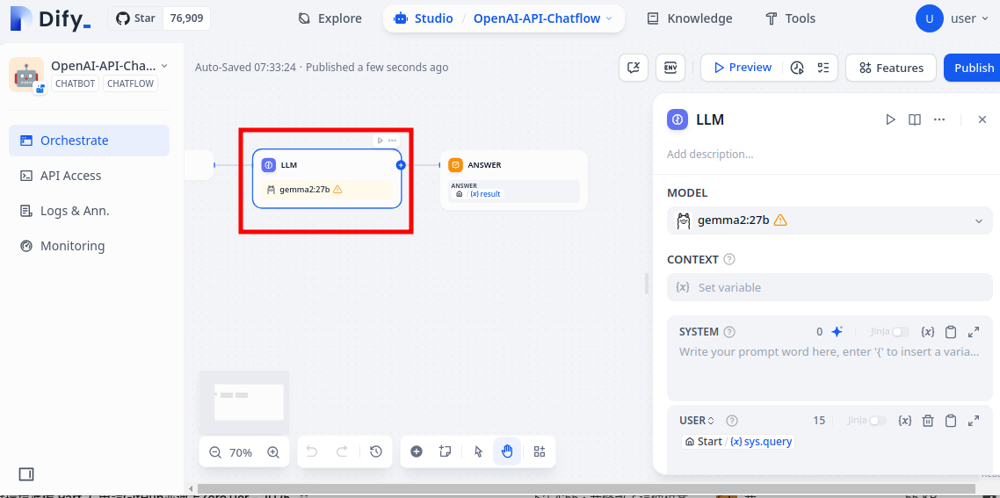 Dify_
Star 76,909
Explore
Studio / OpenAI-API-Chatflow
Knowledge
Tools
U user
OpenAI-API-Cha...
CHATBOT CHATFLOW
Orchestrate
API Access
Logs & Ann.
Monitoring
Auto-Saved 07:33:24 · Published a few seconds ago
ENV
Preview
Features
Publish
LLM
gemma2:27b
ANSWER
ANSWER
/ (x) result
70%
LLM
Add description...
MODEL
gemma2:27b
CONTEXT
{x} Set variable
SYSTEM 0 Jinja {x}
Write your prompt word here, enter '{' to insert a varia...
USER 15 Jinja {x}
Start / (x) sys.query